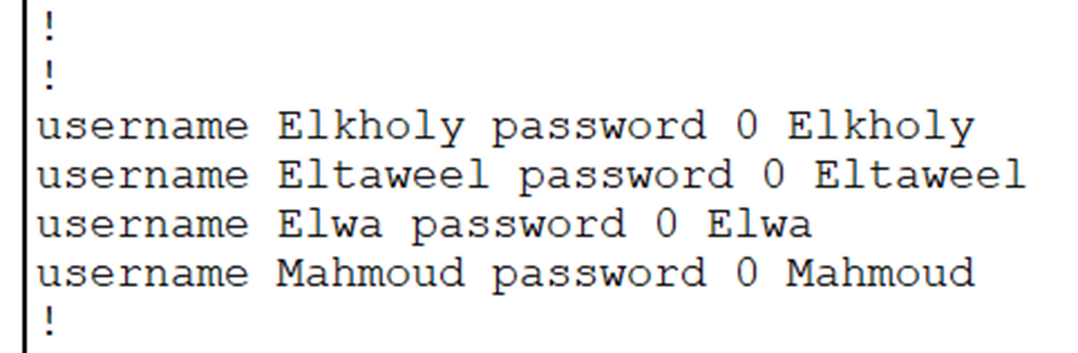 !
!
username Elkholy password 0 Elkholy
username Eltaweel password 0 Eltaweel
username Elwa password 0 Elwa
username Mahmoud password 0 Mahmoud
!